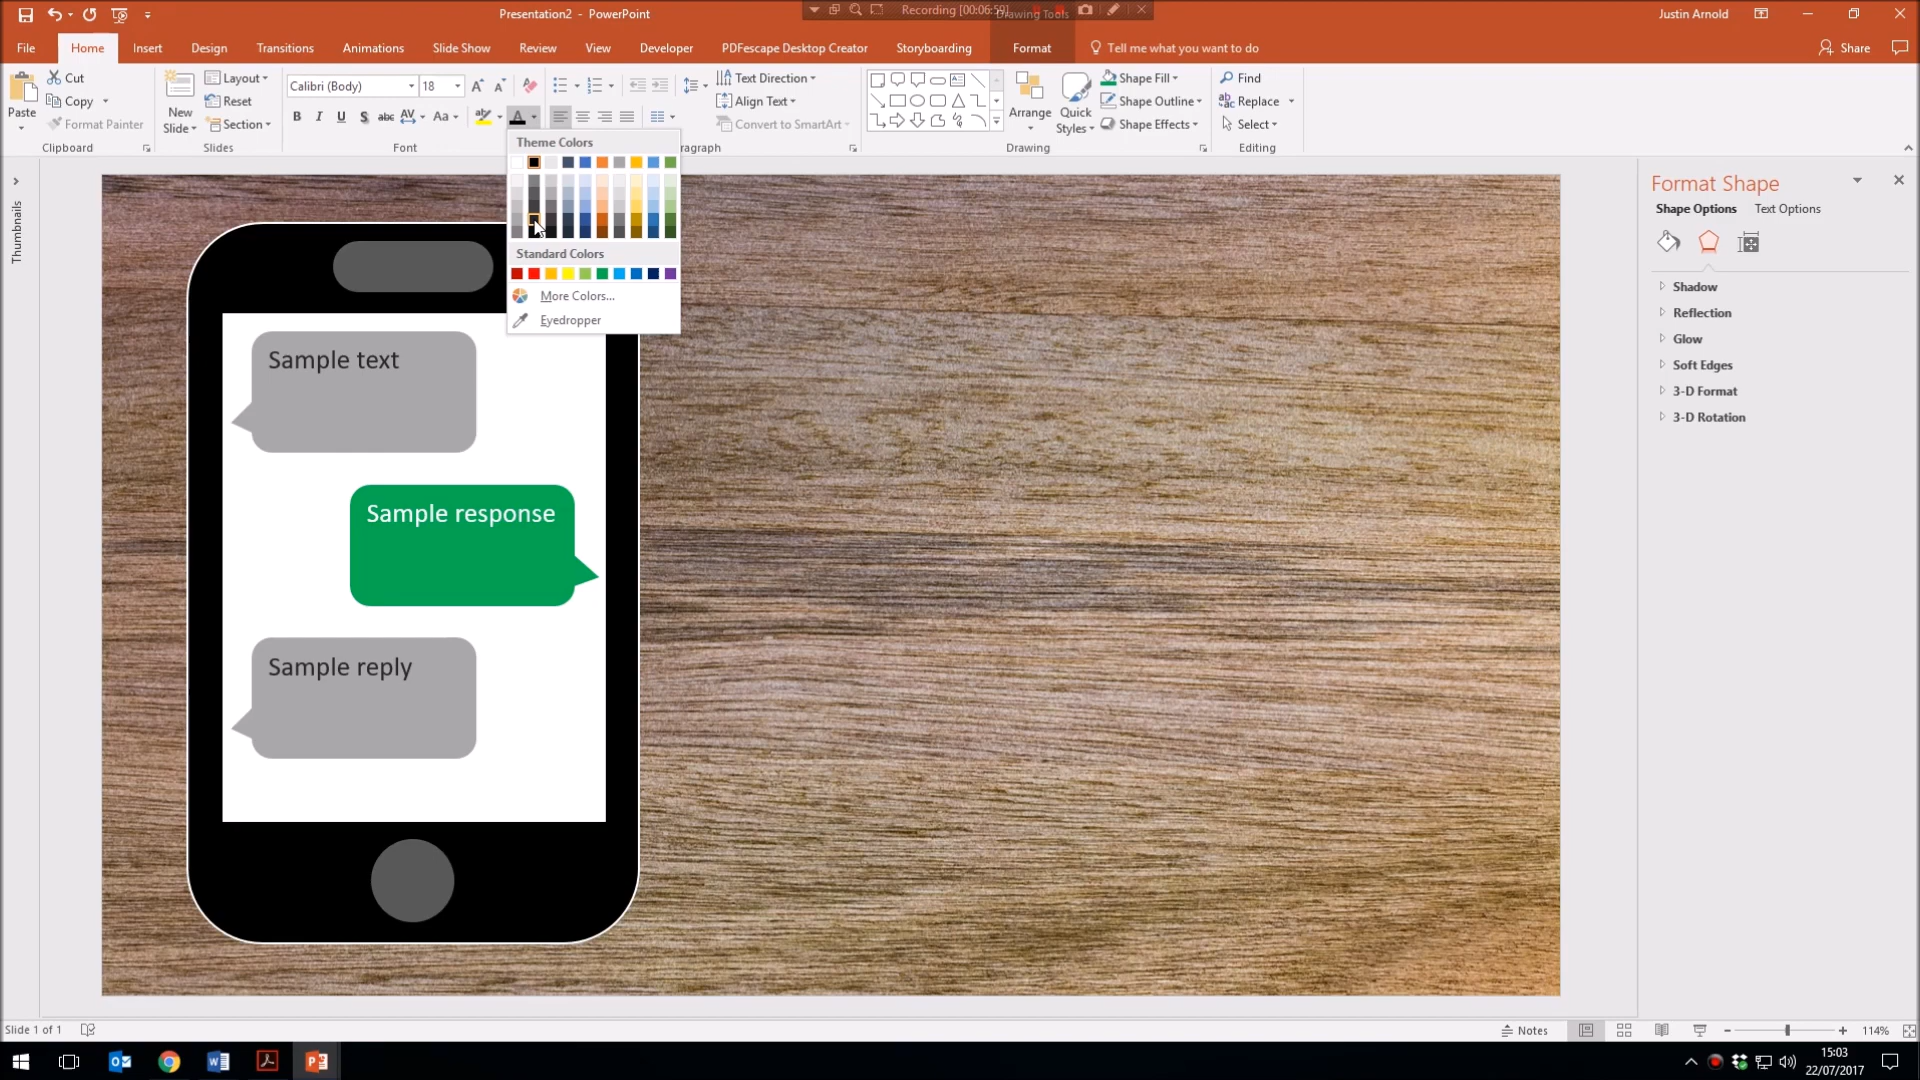 Presentation2 - PowerPoint
Recording [00:06:59]
Drawing Tools
Justin Arnold
File
Home
Insert
Design
Transitions
Animations
Slide Show
Review
View
Developer
PDFescape Desktop Creator
Storyboarding
Format
Tell me what you want to do
Share
Paste
Cut
Copy
Format Painter
Clipboard
New
Slide
Layout
Reset
Section
Slides
Calibri (Body)
18
B I U S abc AV Aa A
Font
Text Direction
Align Text
Convert to SmartArt
ragraph
Arrange
Quick
Styles
Shape Fill
Shape Outline
Shape Effects
Drawing
Find
Replace
Select
Editing
Theme Colors
Standard Colors
More Colors...
Eyedropper
Thumbnails
Sample text
Sample response
Sample reply
Format Shape
Shape Options
Text Options
Shadow
Reflection
Glow
Soft Edges
3-D Format
3-D Rotation
Slide 1 of 1
Notes
114%
15:03
22/07/2017